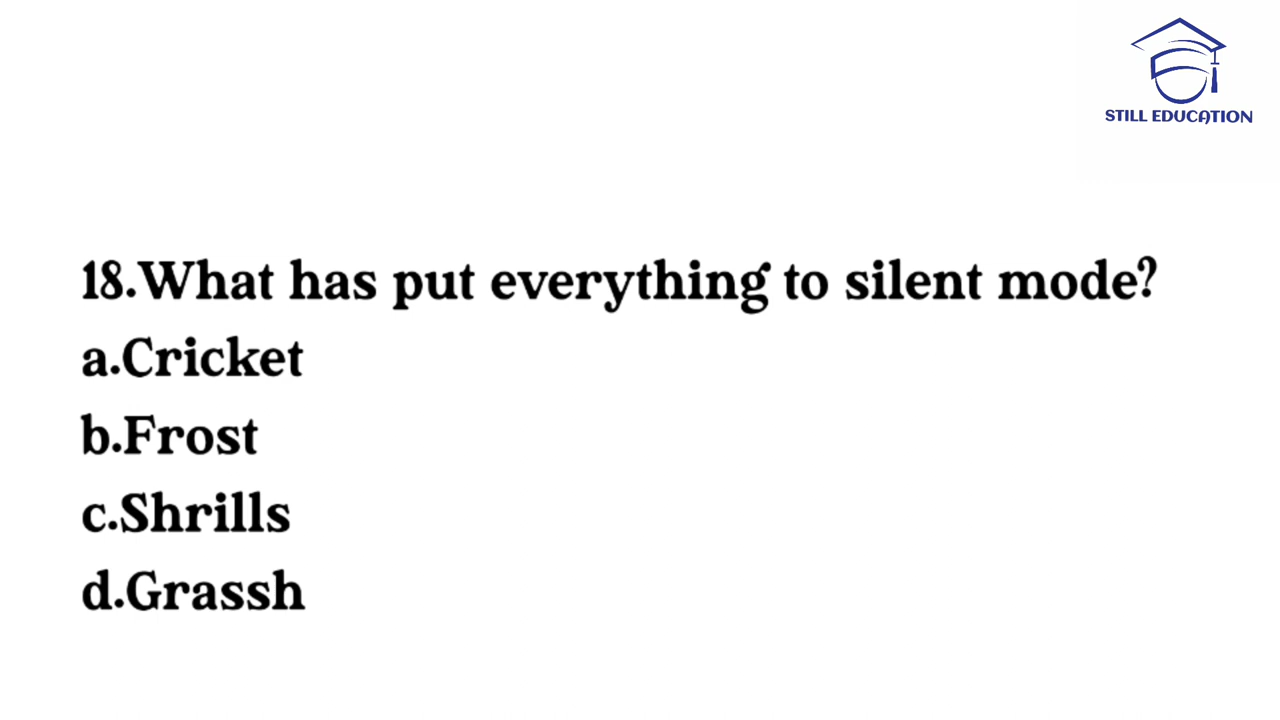 STILL EDUCATION
18.What has put everything to silent mode?
a.Cricket
b.Frost
c.Shrills
d.Grassh